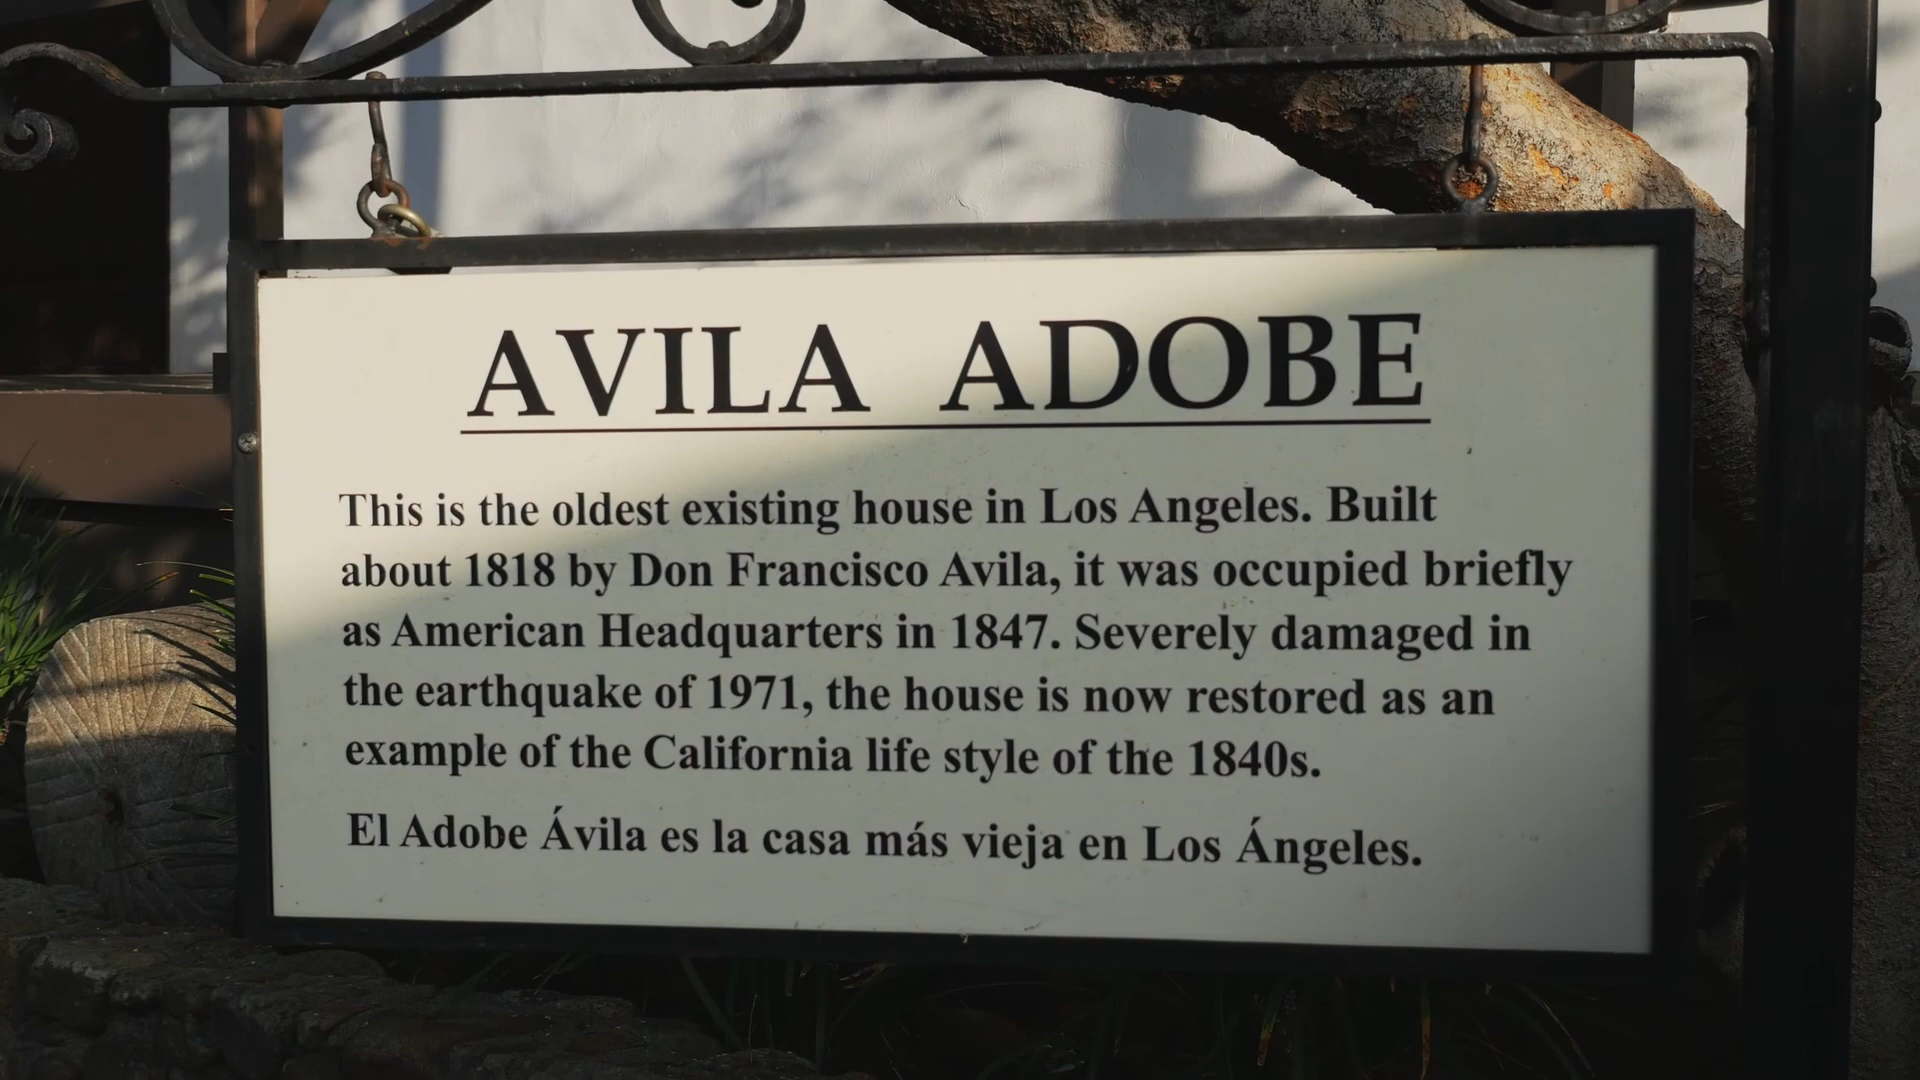 AVILA ADOBE
This is the oldest existing house in Los Angeles. Built
about 1818 by Don Francisco Avila, it was occupied briefly
as American Headquarters in 1847. Severely damaged in
the earthquake of 1971, the house is now restored as an
example of the California life style of the 1840s.
El Adobe Ávila es la casa más vieja en Los Ángeles.